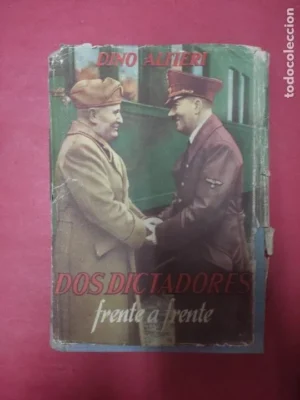 DINO ALFIERI
DOS DICTADORES
frente a frente
todocoleccion